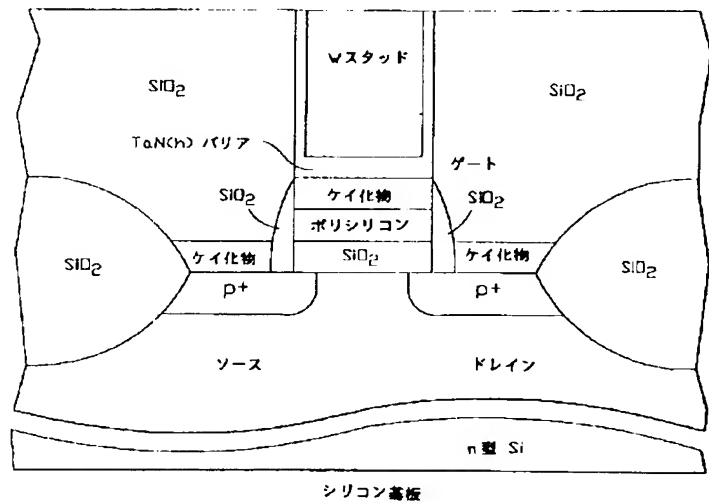 Wスタッド
SiO2
SiO2
TaN(h) バリア
ゲート
SiO2
ケイ化物
SiO2
ポリシリコン
SiO2
ケイ化物
SiO2
ケイ化物
SiO2
p+
p+
ソース
ドレイン
n型 Si
シリコン基板